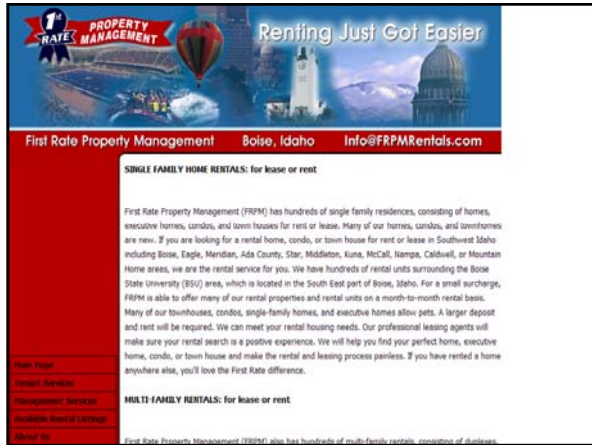 1st
RATE
PROPERTY
MANAGEMENT
Renting Just Got Easier
First Rate Property Management Boise, Idaho Info@FRPMRentals.com
SINGLE FAMILY HOME RENTALS: for lease or rent
First Rate Property Management (FRPM) has hundreds of single family residences, consisting of homes,
executive homes, condos, and town houses for rent or lease. Many of our homes, condos, and townhomes
are new. If you are looking for a rental home, condo, or town house for rent or lease in Southwest Idaho
including Boise, Eagle, Meridian, Ada County, Star, Middleton, Kuna, McCall, Nampa, Caldwell, or Mountain
Home areas, we are the rental service for you. We have hundreds of rental units surrounding the Boise
State University (BSU) area, which is located in the South East part of Boise, Idaho. For a small surcharge,
FRPM is able to offer many of our rental properties and rental units on a month-to-month rental basis.
Many of our townhouses, condos, single-family homes, and executive homes allow pets. A larger deposit
and rent will be required. We can meet your rental housing needs. Our professional leasing agents will
make sure your rental search is a positive experience. We will help you find your perfect home, executive
home, condo, or town house and make the rental and leasing process painless. If you have rented a home
anywhere else, you'll love the First Rate difference.
Main Page
Tenant Services
Management Services
Available Rental Listings
About Us
MULTI-FAMILY RENTALS: for lease or rent
First Rate Property Management (FRPM) also has hundreds of multi-family rentals, consisting of duplexes,